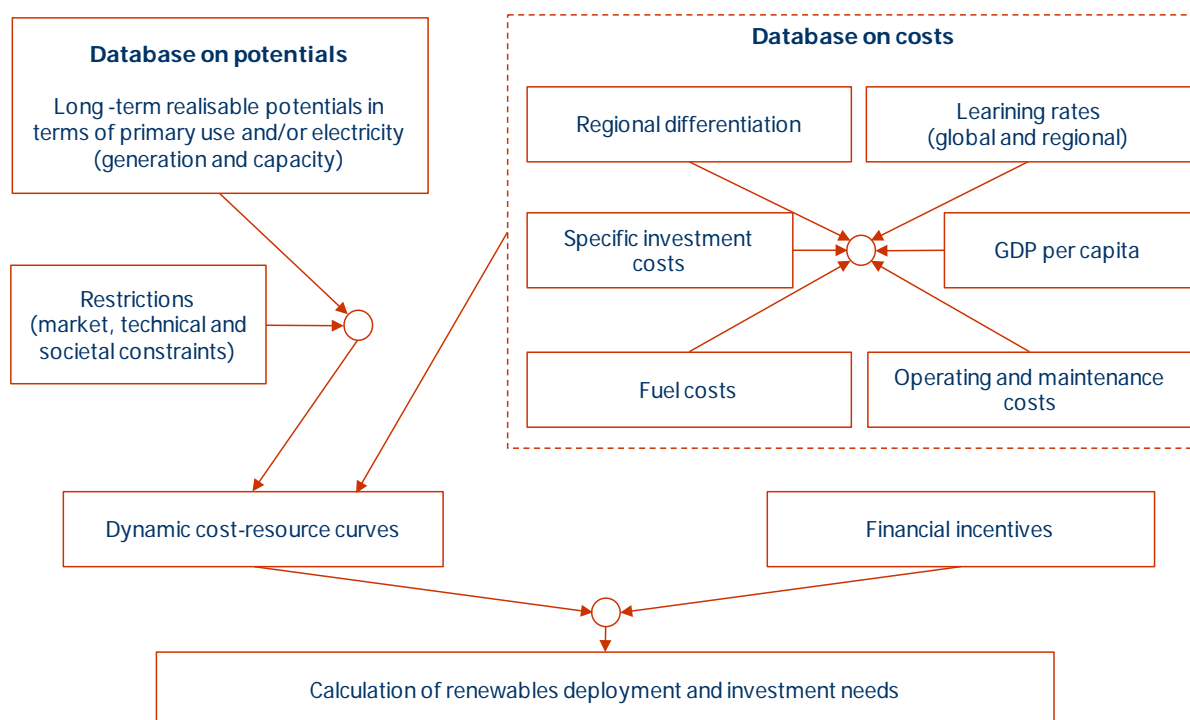 Database on potentials
Long -term realisable potentials in
terms of primary use and/or electricity
(generation and capacity)
Restrictions
(market, technical and
societal constraints)
Database on costs
Regional differentiation
Learining rates
(global and regional)
Specific investment
costs
GDP per capita
Fuel costs
Operating and maintenance
costs
Dynamic cost-resource curves
Financial incentives
Calculation of renewables deployment and investment needs